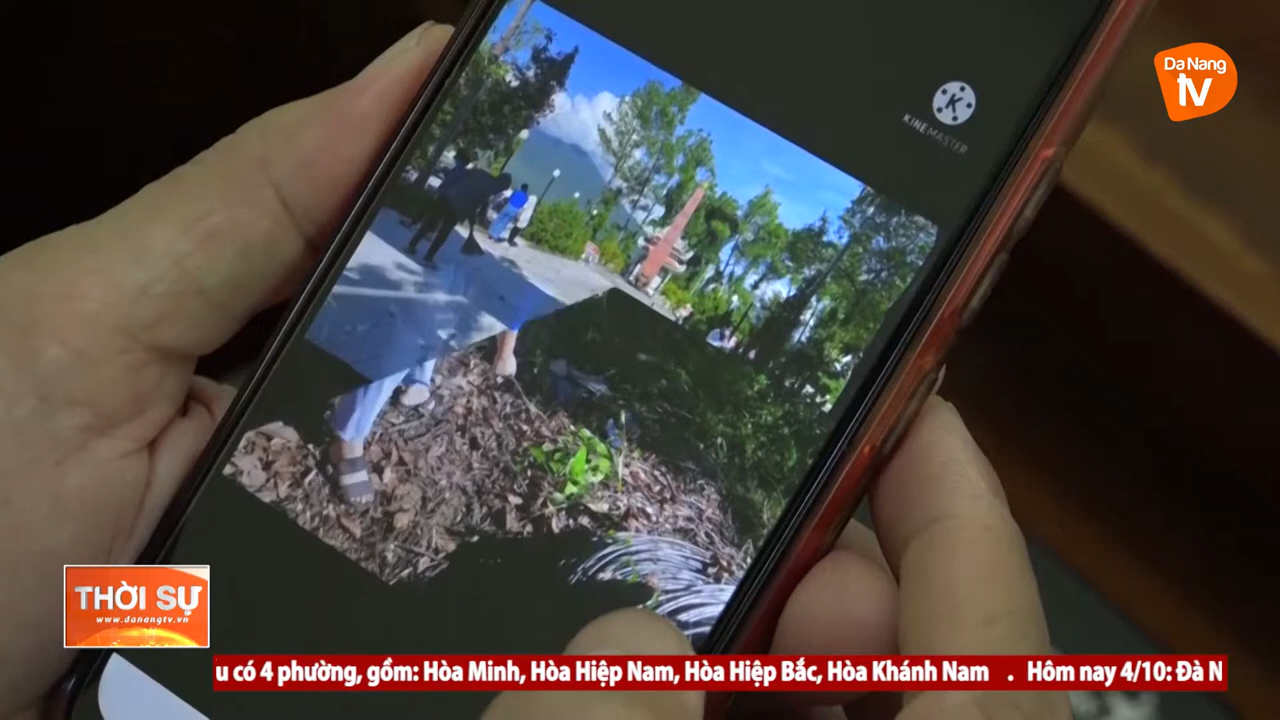 Da Nang
tv
KINEMASTER
THỜI SỰ
www.danangtv.vn
u có 4 phường, gồm: Hòa Minh, Hòa Hiệp Nam, Hòa Hiệp Bắc, Hòa Khánh Nam . Hôm nay 4/10: Đà N